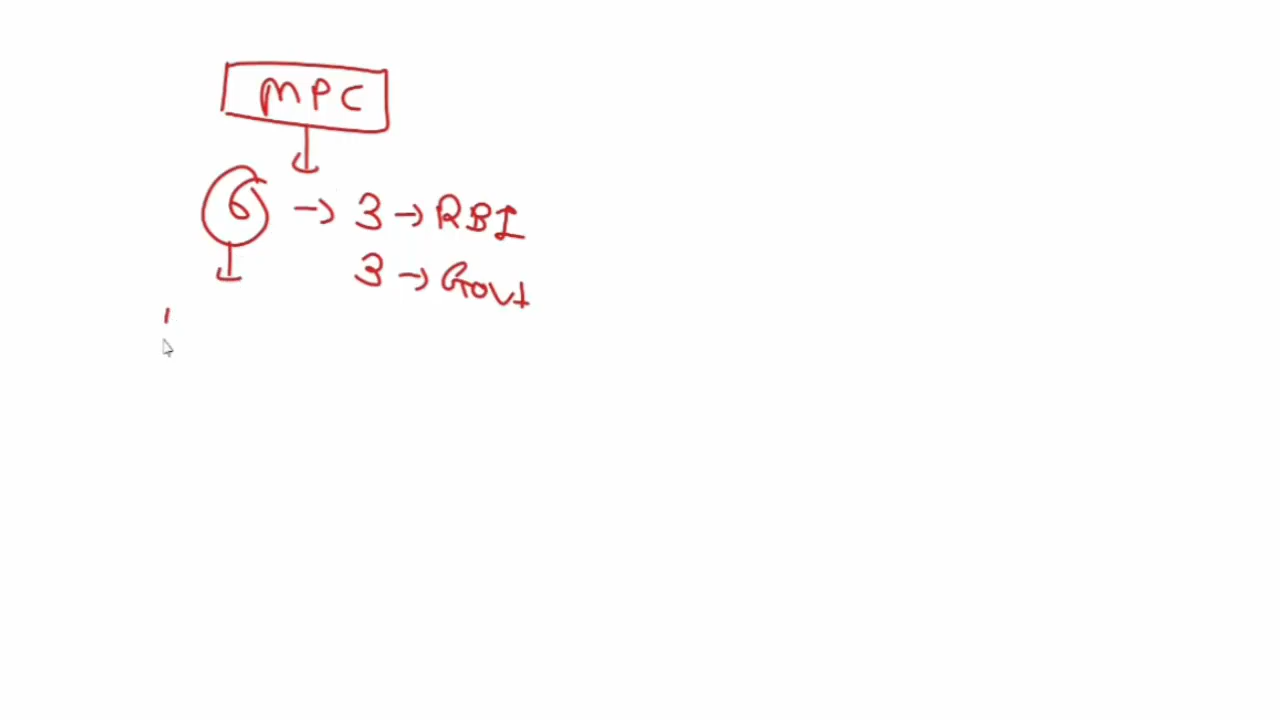 MPC
6 → 3 → RBI
3 → Govt